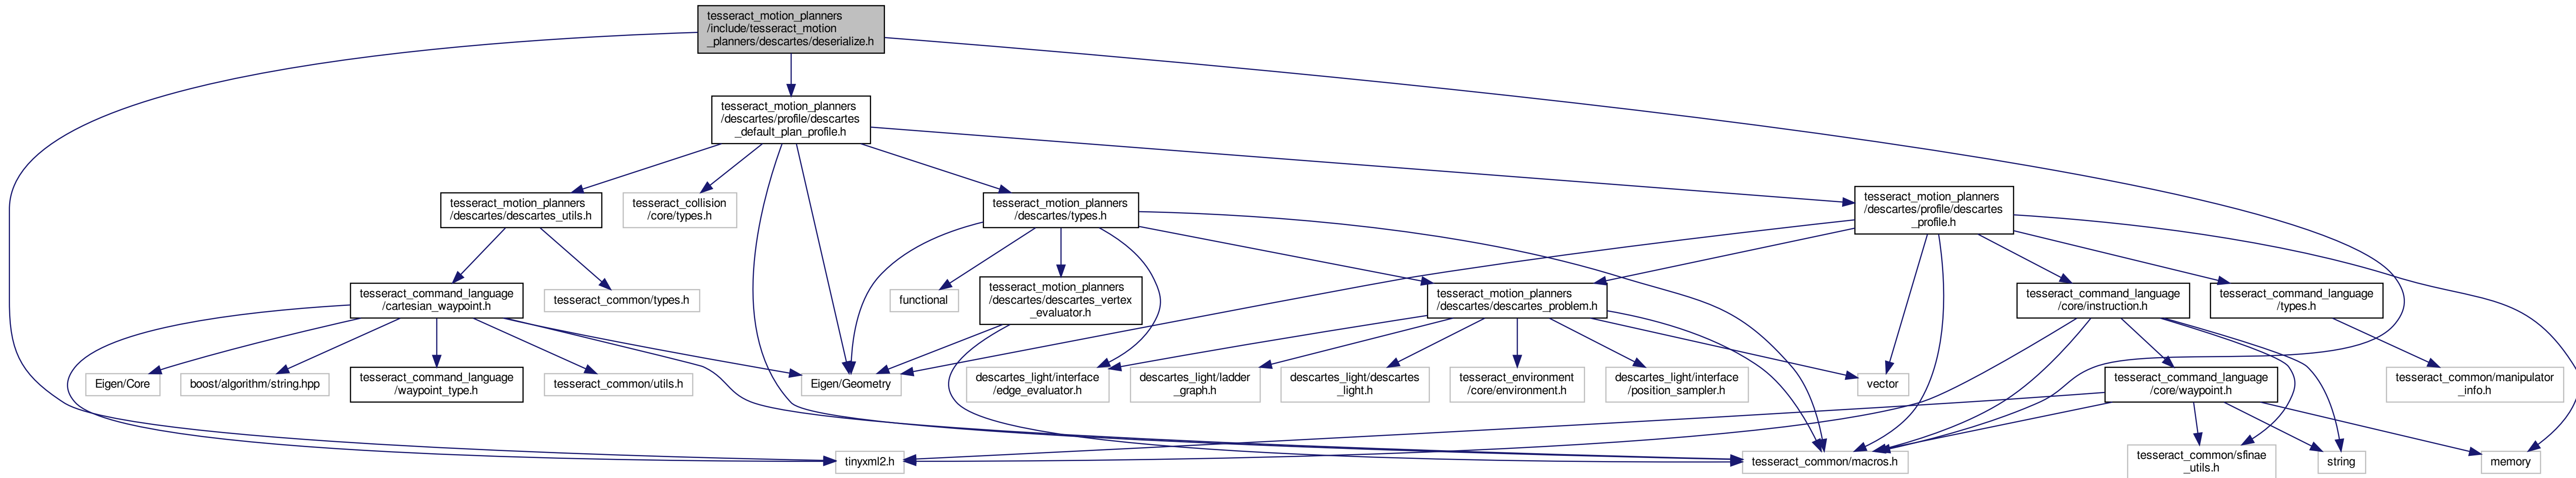 tesseract_motion_planners
/include/tesseract_motion
_planners/descartes/deserialize.h
tesseract_motion_planners
/descartes/profile/descartes
_default_plan_profile.h
tesseract_motion_planners
/descartes/descartes_utils.h
tesseract_collision
/core/types.h
tesseract_motion_planners
/descartes/types.h
tesseract_motion_planners
/descartes/profile/descartes
_profile.h
tesseract_command_language
/cartesian_waypoint.h
tesseract_common/types.h
functional
tesseract_motion_planners
/descartes/descartes_vertex
_evaluator.h
tesseract_motion_planners
/descartes/descartes_problem.h
tesseract_command_language
/core/instruction.h
tesseract_command_language
/types.h
Eigen/Core
boost/algorithm/string.hpp
tesseract_command_language
/waypoint_type.h
tesseract_common/utils.h
Eigen/Geometry
descartes_light/interface
/edge_evaluator.h
descartes_light/ladder
_graph.h
descartes_light/descartes
_light.h
tesseract_environment
/core/environment.h
descartes_light/interface
/position_sampler.h
vector
tesseract_command_language
/core/waypoint.h
tesseract_common/manipulator
_info.h
tinyxml2.h
tesseract_common/macros.h
tesseract_common/sfinae
_utils.h
string
memory